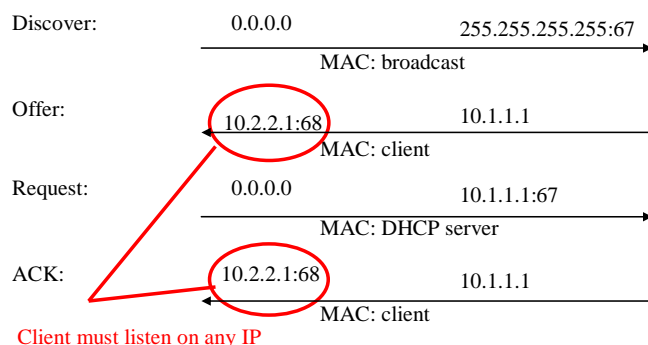 Discover: 0.0.0.0 255.255.255.255:67
MAC: broadcast
Offer: 10.2.2.1:68 10.1.1.1
MAC: client
Request: 0.0.0.0 10.1.1.1:67
MAC: DHCP server
ACK: 10.2.2.1:68 10.1.1.1
MAC: client
Client must listen on any IP